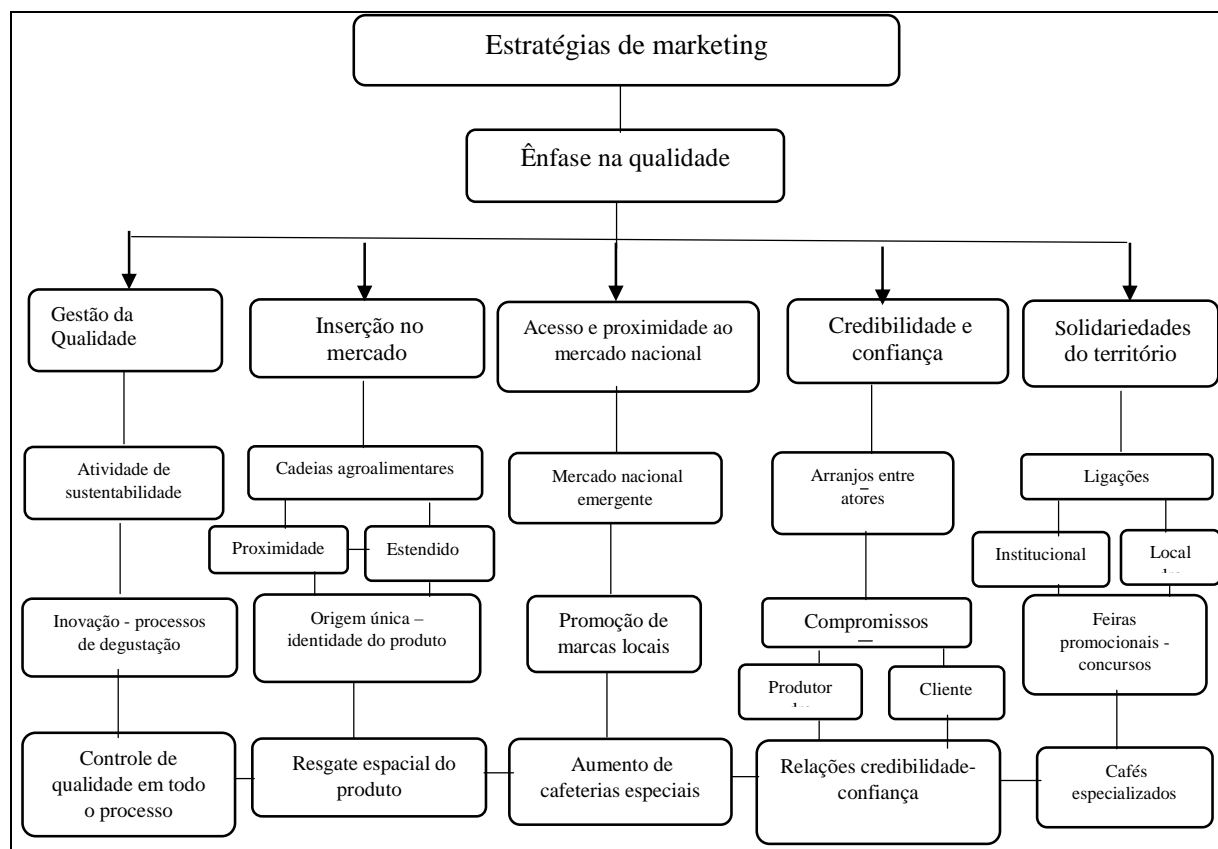 Estratégias de marketing
Ênfase na qualidade
Gestão da
Qualidade
Inserção no
mercado
Acesso e proximidade ao
mercado nacional
Credibilidade e
confiança
Solidariedades
do território
Atividade de
sustentabilidade
Cadeias agroalimentares
Mercado nacional
emergente
Arranjos entre
atores
Ligações
Proximidade
Estendido
Institucional
Local
Inovação - processos
de degustação
Origem única –
identidade do produto
Promoção de
marcas locais
Compromissos
Feiras
promocionais -
concursos
Produtor
Cliente
Controle de
qualidade em todo
o processo
Resgate espacial do
produto
Aumento de
cafeterias especiais
Relações credibilidade-
confiança
Cafés
especializados